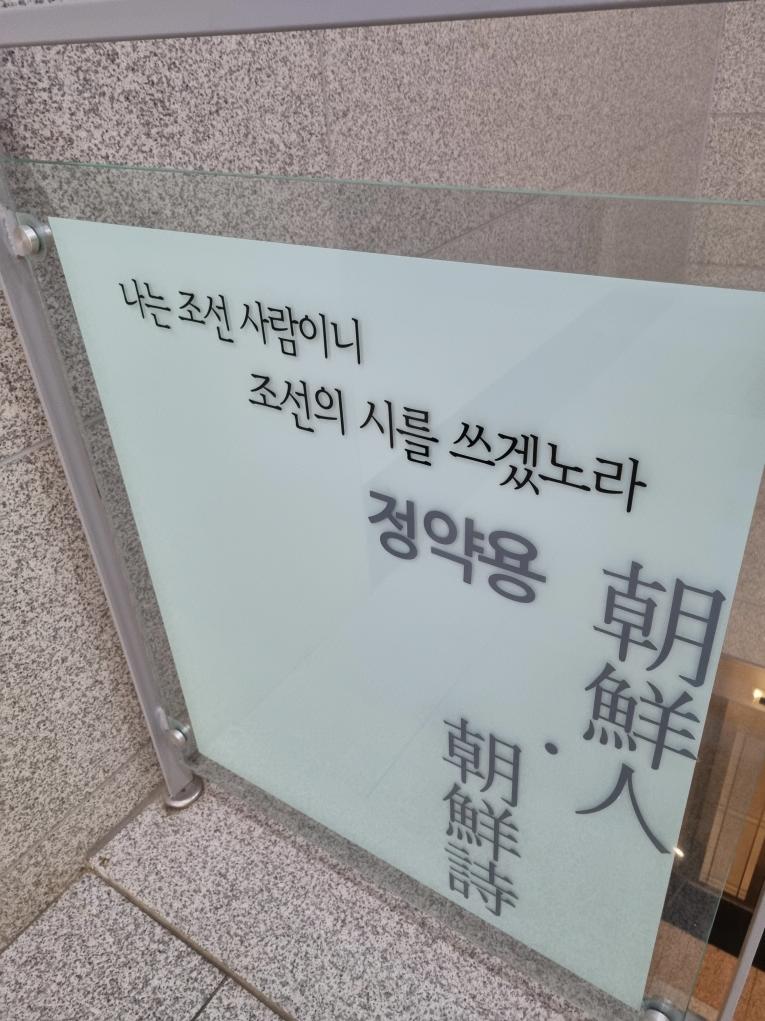 나는 조선 사람이니
조선의 시를 쓰겠노라
정약용
朝鮮人
·
朝鮮詩